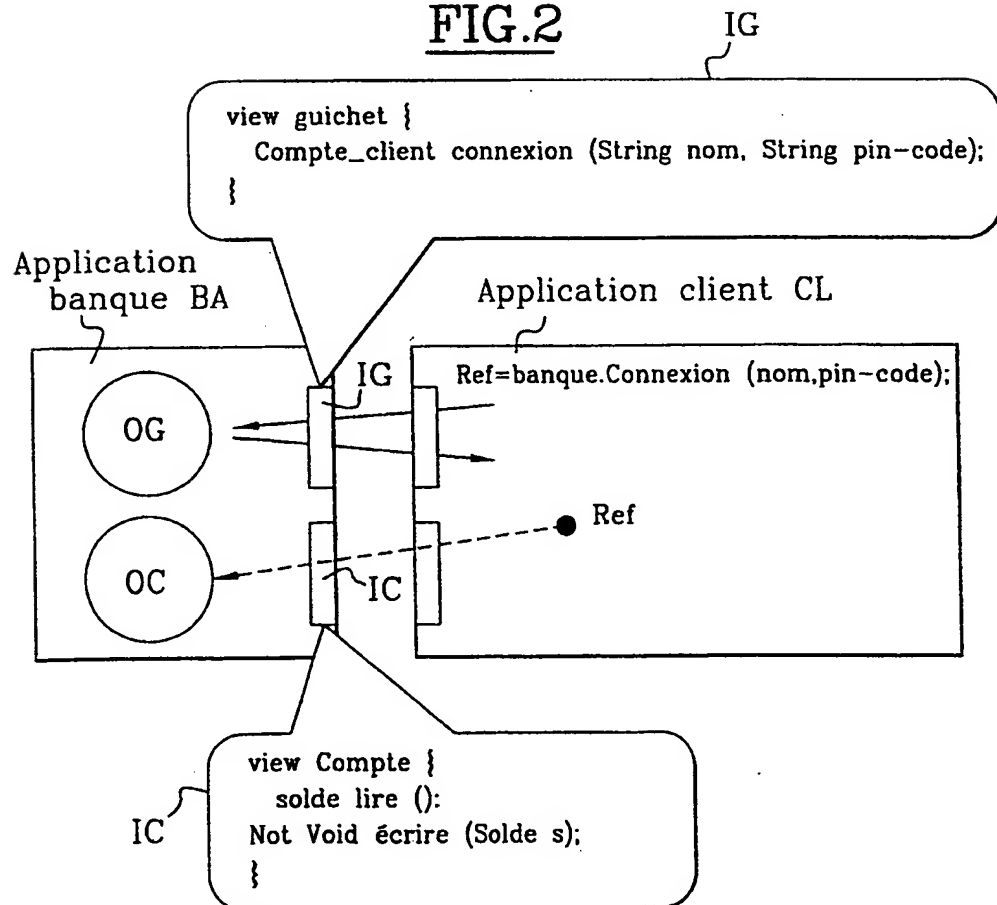 FIG.2
IG
view guichet {
Compte_client connexion (String nom, String pin-code);
}
Application
banque BA
Application client CL
IG
Ref=banque.Connexion (nom,pin-code);
OG
Ref
OC
IC
view Compte {
solde lire ():
Not Void écrire (Solde s);
}
IC